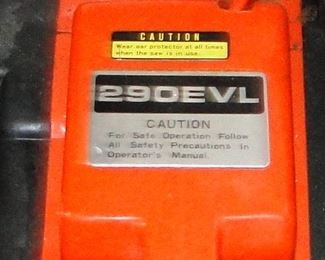 CAUTION
Wear ear protector at all times
when the saw is in use.
290EVL
CAUTION
For Safe Operation Follow
All Safety Precautions in
Operator's Manual.